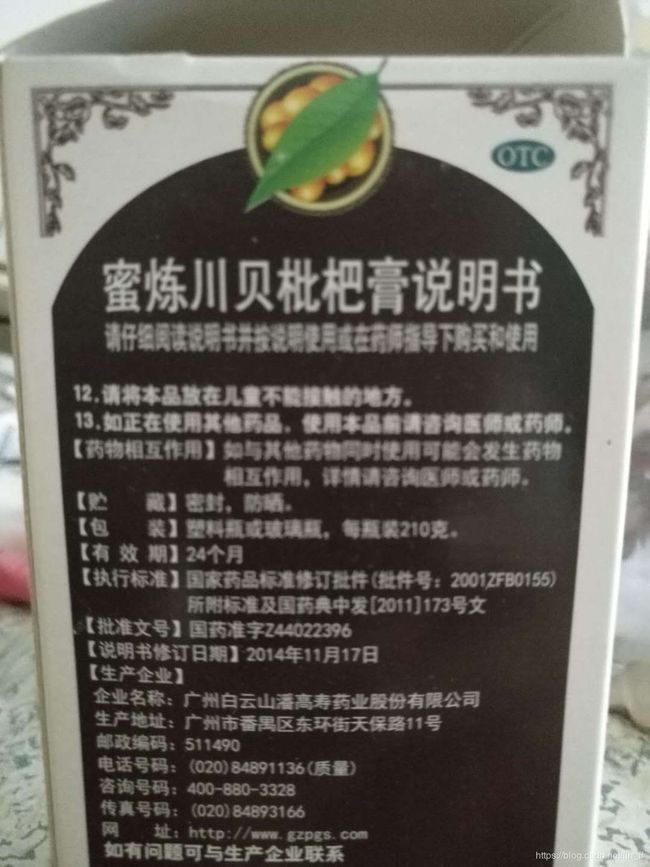 OTC
蜜炼川贝枇杷膏说明书
请仔细阅读说明书并按说明使用或在药师指导下购买和使用
12.请将本品放在儿童不能接触的地方。
13.如正在使用其他药品，使用本品前请咨询医师或药师。
【药物相互作用】如与其他药物同时使用可能会发生药物
相互作用，详情请咨询医师或药师。
【贮 藏】密封，防晒。
【包 装】塑料瓶或玻璃瓶，每瓶装210克。
【有 效 期】24个月
【执行标准】国家药品标准修订批件(批件号：2001ZFB0155)
所附标准及国药典中发[2011]173号文
【批准文号】国药准字Z44022396
【说明书修订日期】2014年11月17日
【生产企业】
企业名称：广州白云山潘高寿药业股份有限公司
生产地址：广州市番禺区东环街天保路11号
邮政编码：511490
电话号码：(020)84891136(质量)
咨询号码：400-880-3328
传真号码：(020)84893166
网 址：http://www.gzpgs.com
如有问题可与生产企业联系